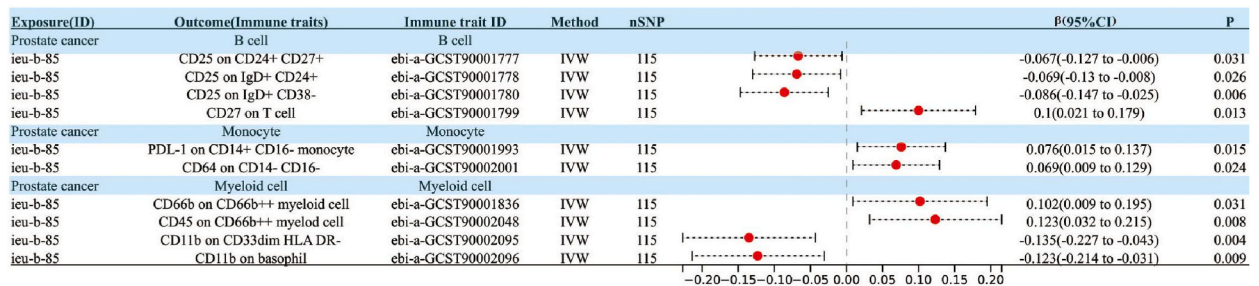 Exposure(ID) Outcome(Immune traits) Immune trait ID Method nSNP β(95%CI) P
Prostate cancer B cell B cell
ieu-b-85 CD25 on CD24+ CD27+ ebi-a-GCST90001777 IVW 115 -0.067(-0.127 to -0.006) 0.031
ieu-b-85 CD25 on IgD+ CD24+ ebi-a-GCST90001778 IVW 115 -0.069(-0.13 to -0.008) 0.026
ieu-b-85 CD25 on IgD+ CD38- ebi-a-GCST90001780 IVW 115 -0.086(-0.147 to -0.025) 0.006
ieu-b-85 CD27 on T cell ebi-a-GCST90001799 IVW 115 0.1(0.021 to 0.179) 0.013
Prostate cancer Monocyte Monocyte
ieu-b-85 PDL-1 on CD14+ CD16- monocyte ebi-a-GCST90001993 IVW 115 0.076(0.015 to 0.137) 0.015
ieu-b-85 CD64 on CD14- CD16- ebi-a-GCST90002001 IVW 115 0.069(0.009 to 0.129) 0.024
Prostate cancer Myeloid cell Myeloid cell
ieu-b-85 CD66b on CD66b++ myeloid cell ebi-a-GCST90001836 IVW 115 0.102(0.009 to 0.195) 0.031
ieu-b-85 CD45 on CD66b++ myelod cell ebi-a-GCST90002048 IVW 115 0.123(0.032 to 0.215) 0.008
ieu-b-85 CD11b on CD33dim HLA DR- ebi-a-GCST90002095 IVW 115 -0.135(-0.227 to -0.043) 0.004
ieu-b-85 CD11b on basophil ebi-a-GCST90002096 IVW 115 -0.123(-0.214 to -0.031) 0.009
-0.20 -0.15 -0.10 -0.05 0.00 0.05 0.10 0.15 0.20